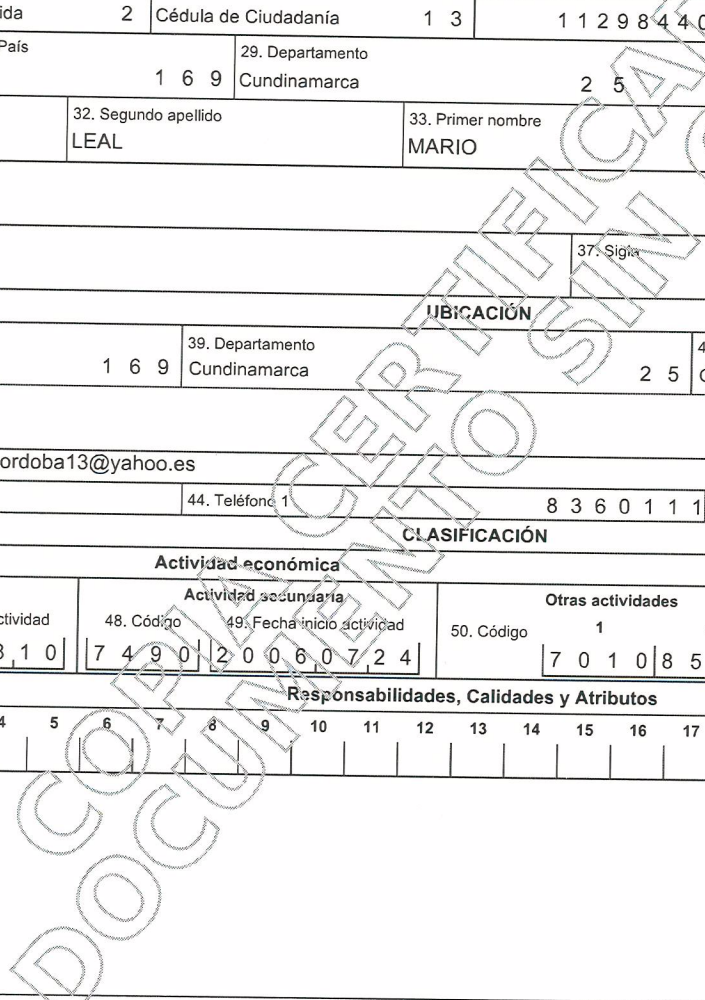 ida 2 Cédula de Ciudadanía 1 3 1 1 2 9 8 4 4 0
País 1 6 9 29. Departamento Cundinamarca 2 5
32. Segundo apellido 33. Primer nombre
LEAL MARIO
37. Sigla
UBICACIÓN
39. Departamento 4
1 6 9 Cundinamarca 2 5 C
ordoba13@yahoo.es
44. Teléfono 1 8 3 6 0 1 1 1
CLASIFICACIÓN
Actividad económica
Actividad secundaria Otras actividades
ctividad 48. Código 49. Fecha inicio actividad 50. Código 1
3 1 0 7 4 9 0 2 0 0 6 0 7 2 4 7 0 1 0 8 5
Responsabilidades, Calidades y Atributos
4 5 6 7 8 9 10 11 12 13 14 15 16 17
COPIA CERTIFICA
DOCUMENTO SIN